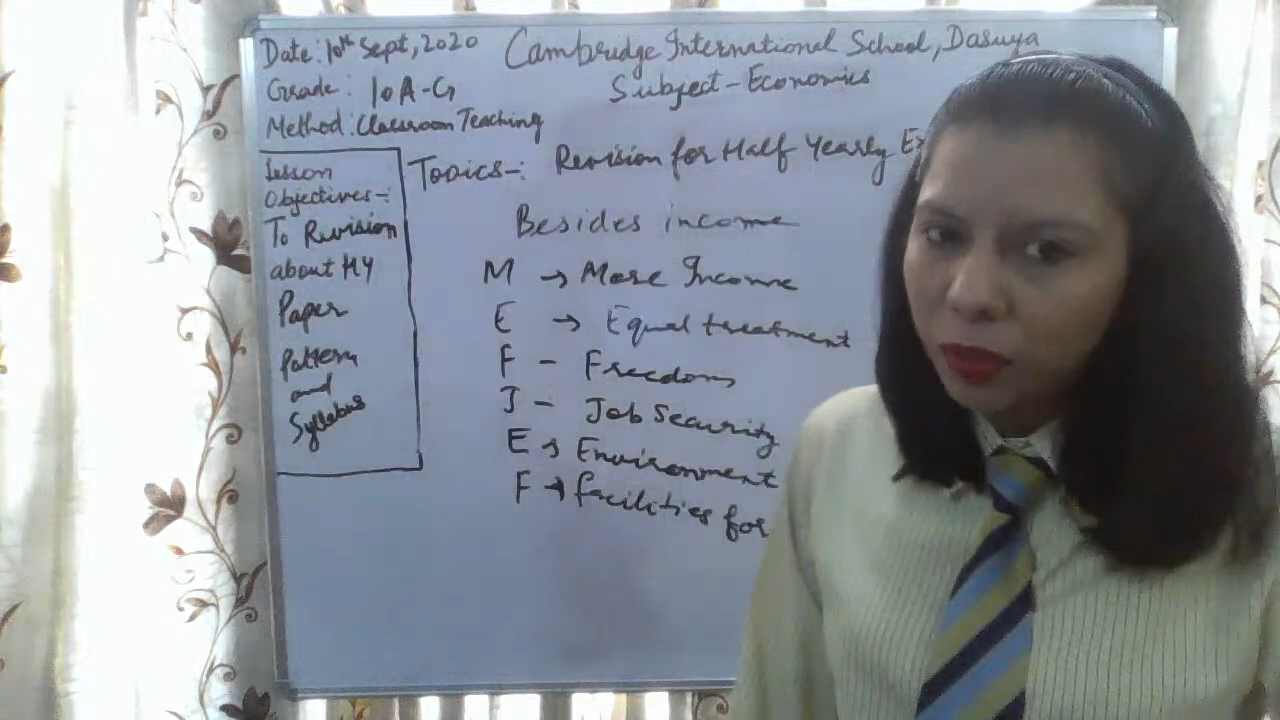 Date: 10th Sept, 2020
Cambridge International School, Dasuya
Grade: 10 A-G
Subject - Economics
Method: Classroom Teaching
Lesson
Objectives -:
To Revision
about HY
Paper
Pattern
and
Syllabus
Topics -: Revision for Half Yearly
Besides income
M → More Income
E → Equal treatment
F - Freedom
J - Job Security
E → Environment
F → facilities for